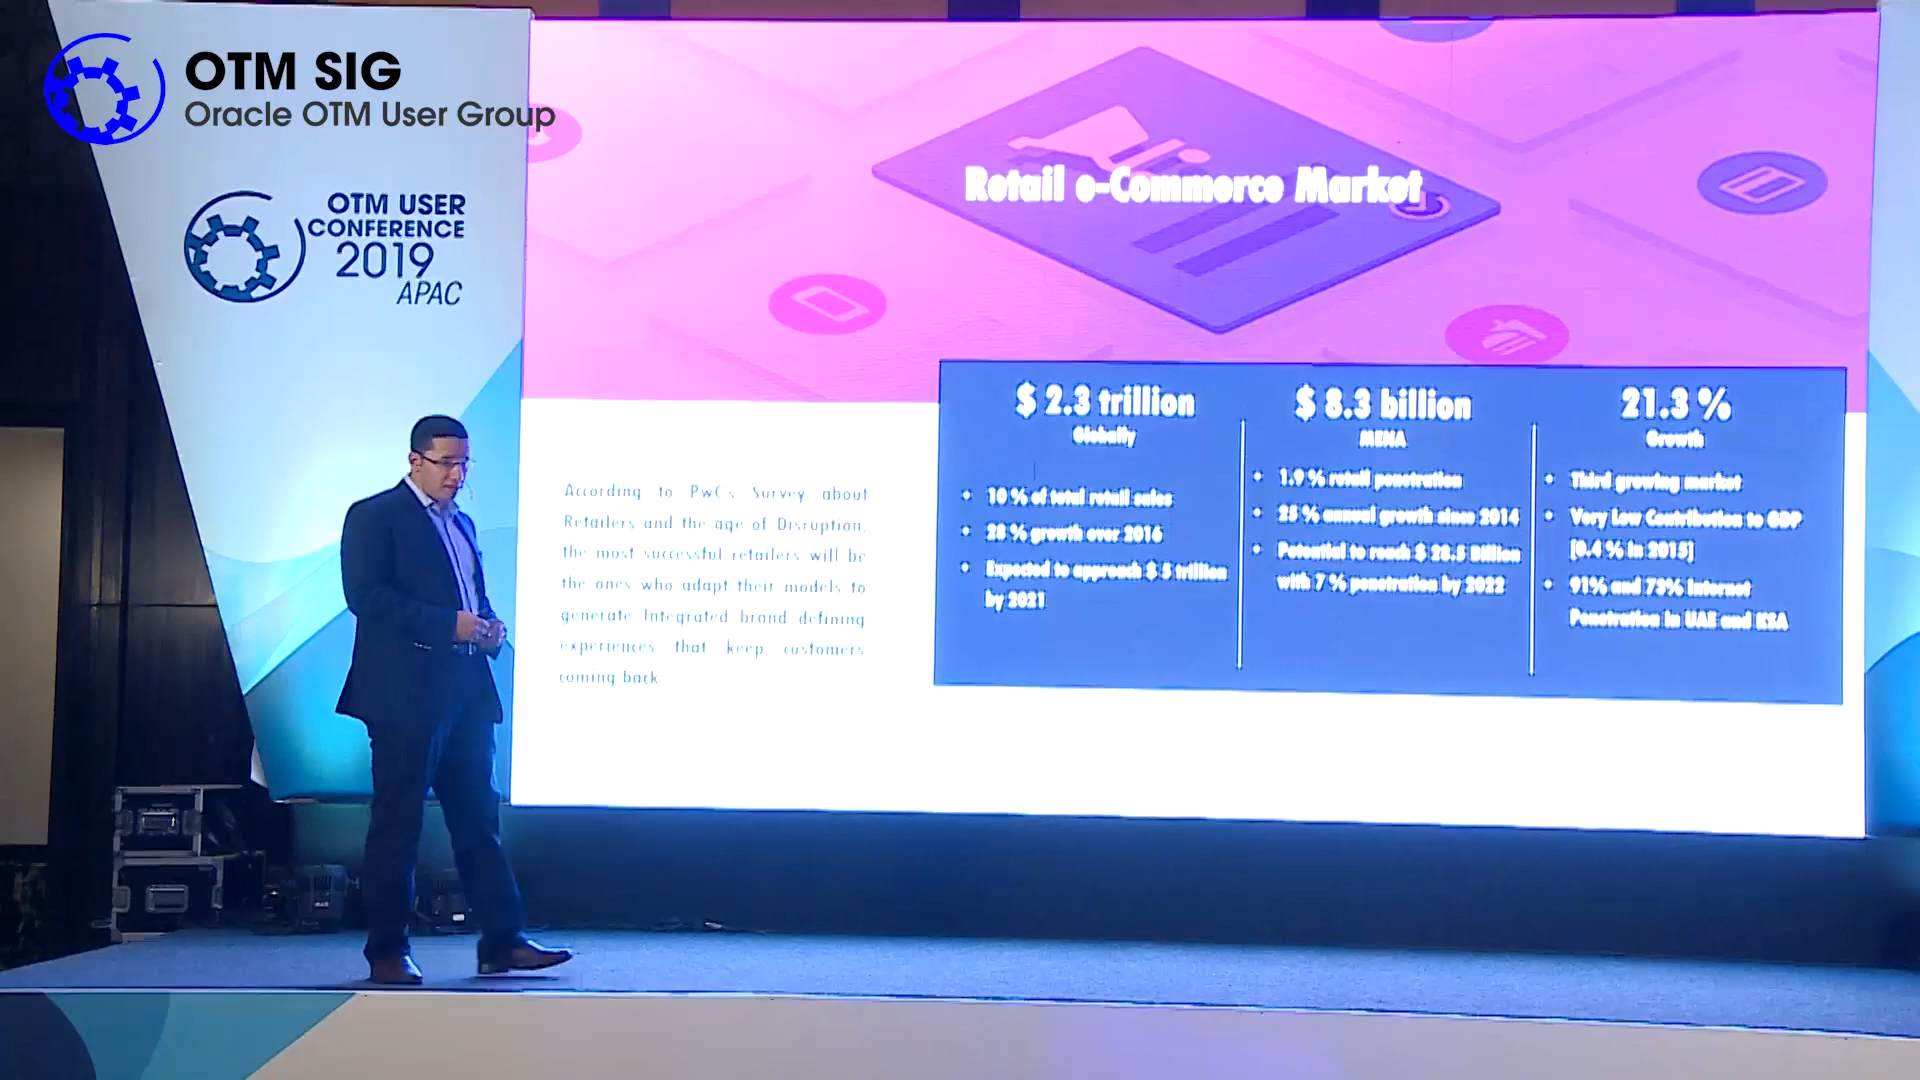 OTM SIG
Oracle OTM User Group
OTM USER
CONFERENCE
2019
APAC
Retail e-Commerce Market
According to PwC's Survey about
Retailers and the age of Disruption,
the most successful retailers will be
the ones who adapt their models to
generate Integrated brand defining
experiences that keep customers
coming back
$ 2.3 trillion
Globally
• 10 % of total retail sales
• 28 % growth over 2016
• Expected to approach $ 5 trillion
by 2021
$ 8.3 billion
MENA
• 1.9 % retail penetration
• 25 % annual growth since 2014
• Potential to reach $ 28.5 Billion
with 7 % penetration by 2022
21.3 %
Growth
• Third growing market
• Very Low Contribution to GDP
[0.4 % in 2015]
• 91% and 73% Internet
Penetration in UAE and KSA